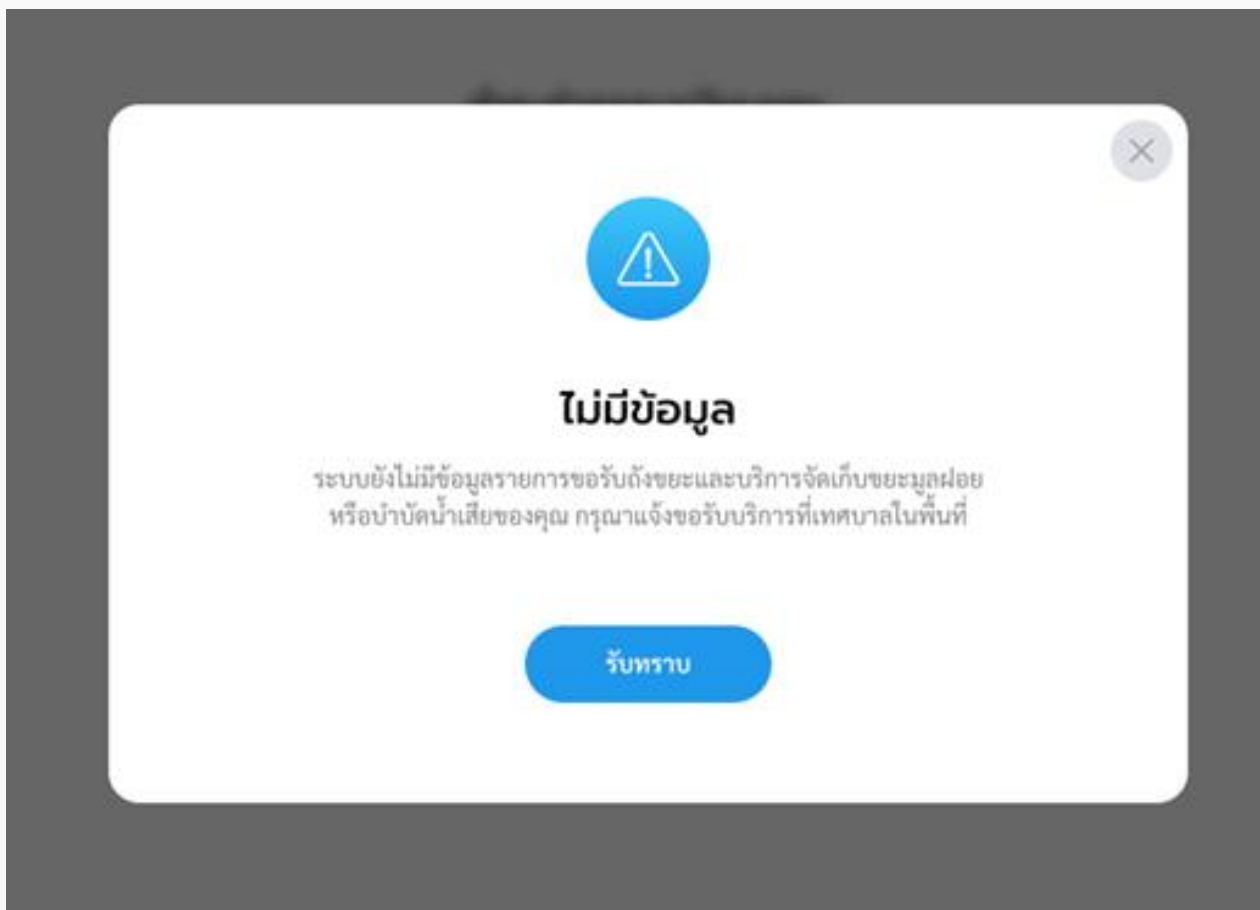 ไม่มีข้อมูล
ระบบยังไม่มีข้อมูลรายการขอรับถังขยะและบริการจัดเก็บขยะมูลฝอย
หรือบำบัดน้ำเสียของคุณ กรุณาแจ้งขอรับบริการที่เทศบาลในพื้นที่
รับทราบ